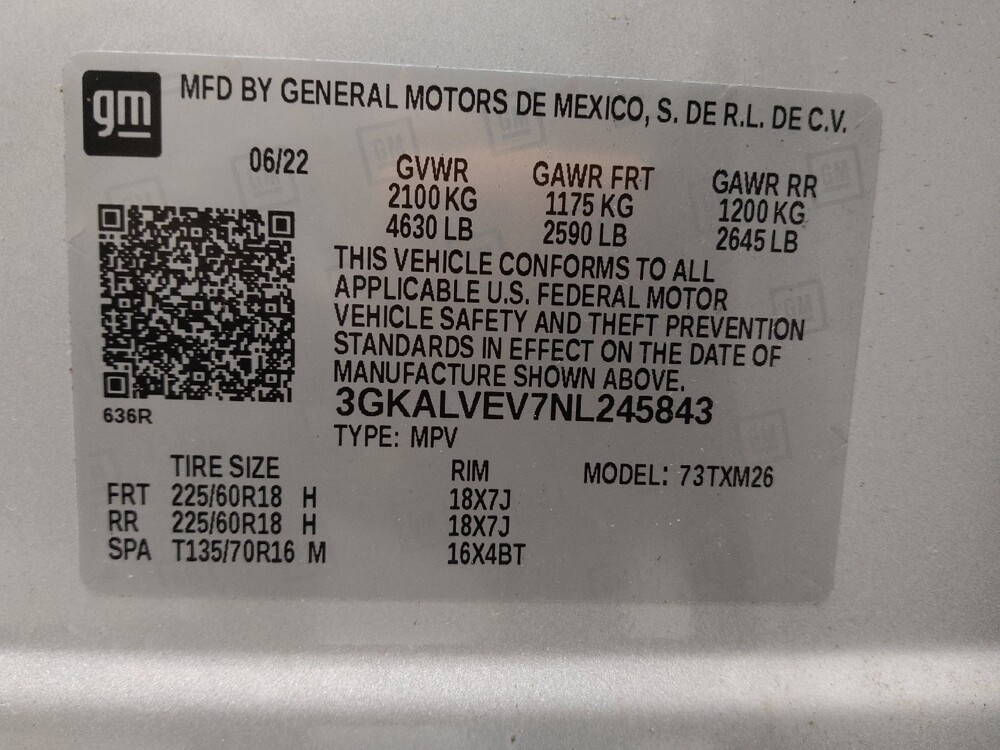 gm
MFD BY GENERAL MOTORS DE MEXICO, S. DE R.L. DE C.V.
06/22 GVWR GAWR FRT GAWR RR
2100 KG 1175 KG 1200 KG
4630 LB 2590 LB 2645 LB
THIS VEHICLE CONFORMS TO ALL
APPLICABLE U.S. FEDERAL MOTOR
VEHICLE SAFETY AND THEFT PREVENTION
STANDARDS IN EFFECT ON THE DATE OF
MANUFACTURE SHOWN ABOVE.
636R
3GKALVEV7NL245843
TYPE: MPV
TIRE SIZE RIM MODEL: 73TXM26
FRT 225/60R18 H 18X7J
RR 225/60R18 H 18X7J
SPA T135/70R16 M 16X4BT